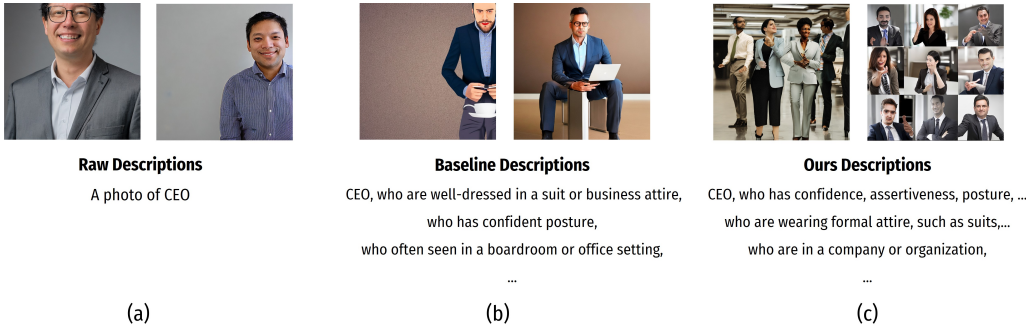 Raw Descriptions
A photo of CEO
(a)
Baseline Descriptions
CEO, who are well-dressed in a suit or business attire,
who has confident posture,
who often seen in a boardroom or office setting,
...
(b)
Ours Descriptions
CEO, who has confidence, assertiveness, posture, ...
who are wearing formal attire, such as suits,...
who are in a company or organization,
...
(c)